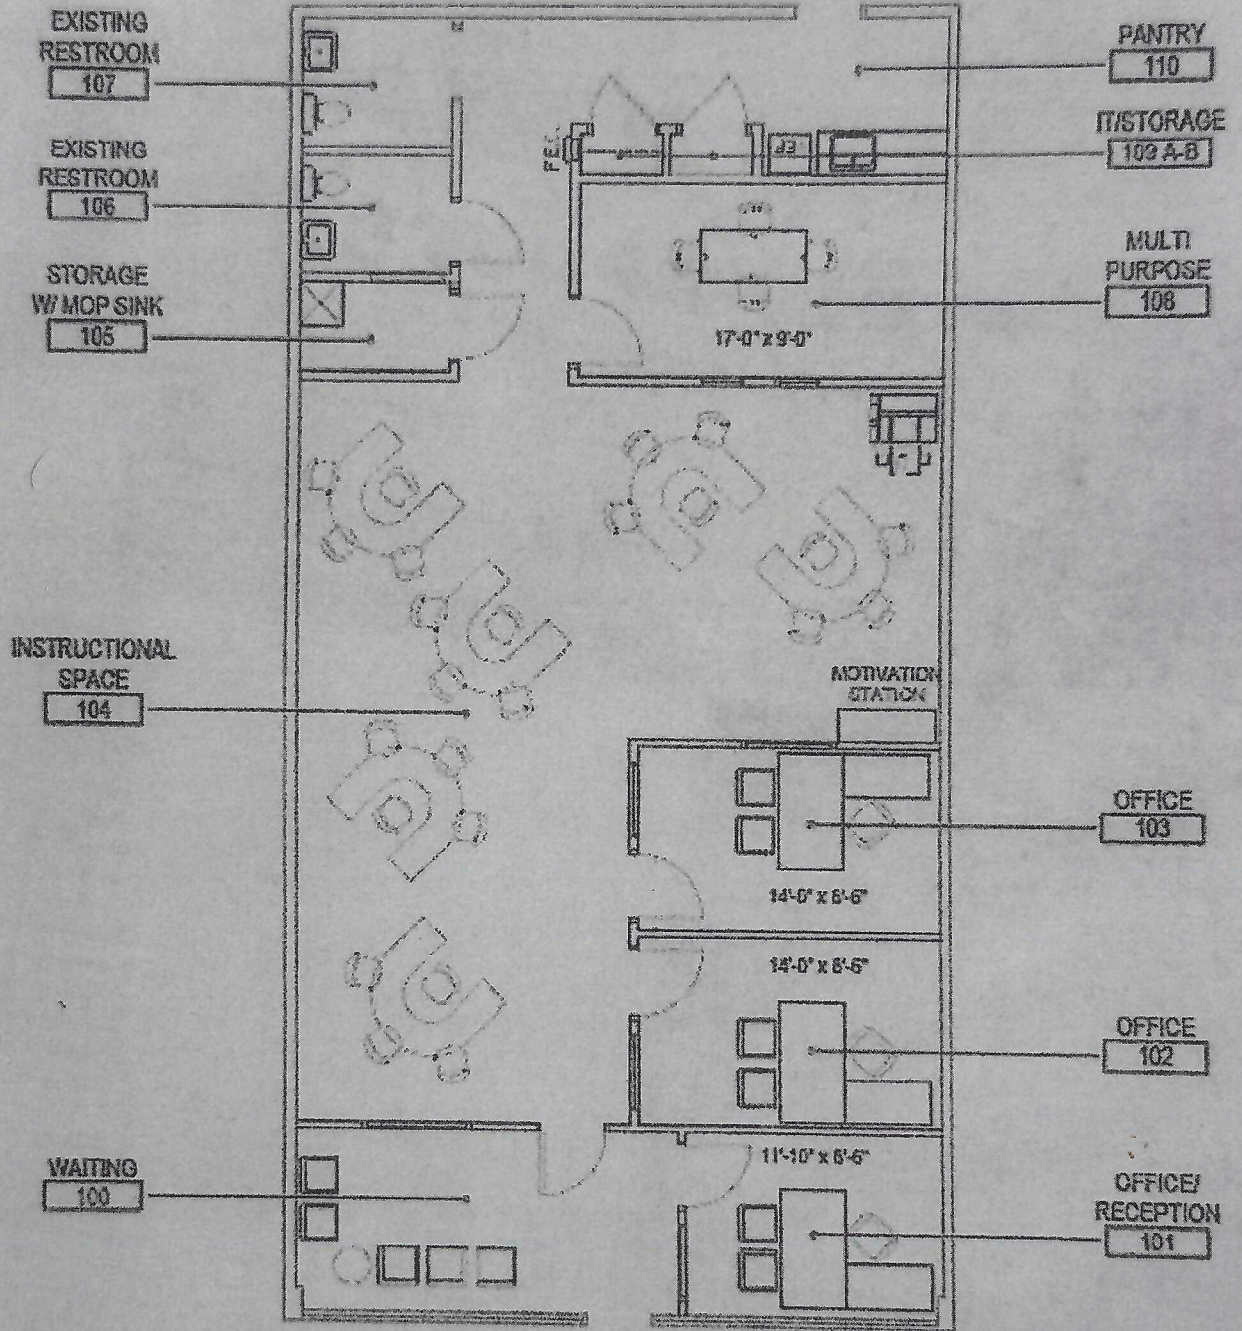 EXISTING
RESTROOM
107
EXISTING
RESTROOM
106
STORAGE
W/ MOP SINK
105
INSTRUCTIONAL
SPACE
104
WAITING
100
PANTRY
110
IT/STORAGE
109 A-B
MULTI
PURPOSE
108
OFFICE
103
OFFICE
102
OFFICE/
RECEPTION
101
F.E.C.
REF
17'-0" x 9'-0"
MOTIVATION
STATION
14'-0" x 8'-6"
14'-0" x 8'-6"
11'-10" x 8'-6"